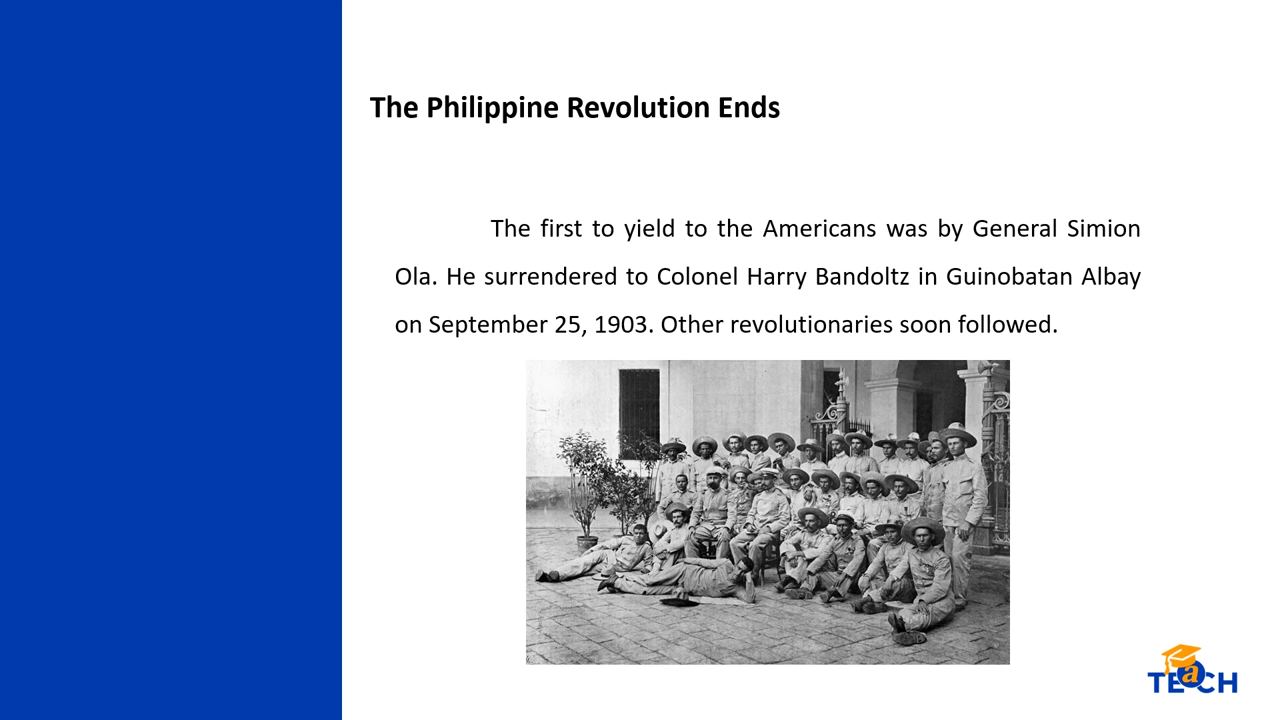 The Philippine Revolution Ends
The first to yield to the Americans was by General Simion
Ola. He surrendered to Colonel Harry Bandoltz in Guinobatan Albay
on September 25, 1903. Other revolutionaries soon followed.
TEaCH